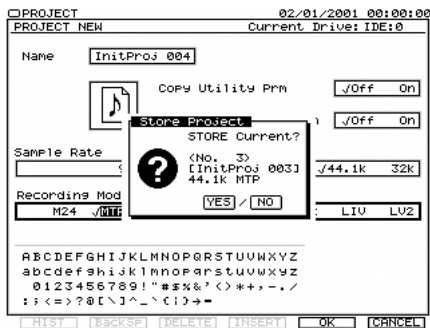 PROJECT 02/01/2001 00:00:00
PROJECT NEW Current Drive:IDE:0
Name InitProj 004
Copy Utility Prm √Off On
√Off On
Store Project
STORE Current?
(No. 3)
[InitProj 003]
44.1k MTP
YES / NO
Sample Rate
√44.1k 32k
Recording Mod
M24 √MTP LIV LV2
ABCDEFGHIJKLMNOPQRSTUVWXYZ
abcdefghijklmnopqrstuvwxyz
0123456789!"#$%&'()*+,-./
:;<=>?@[\]^_`{|}→←
HIST BackSP DELETE INSERT OK CANCEL